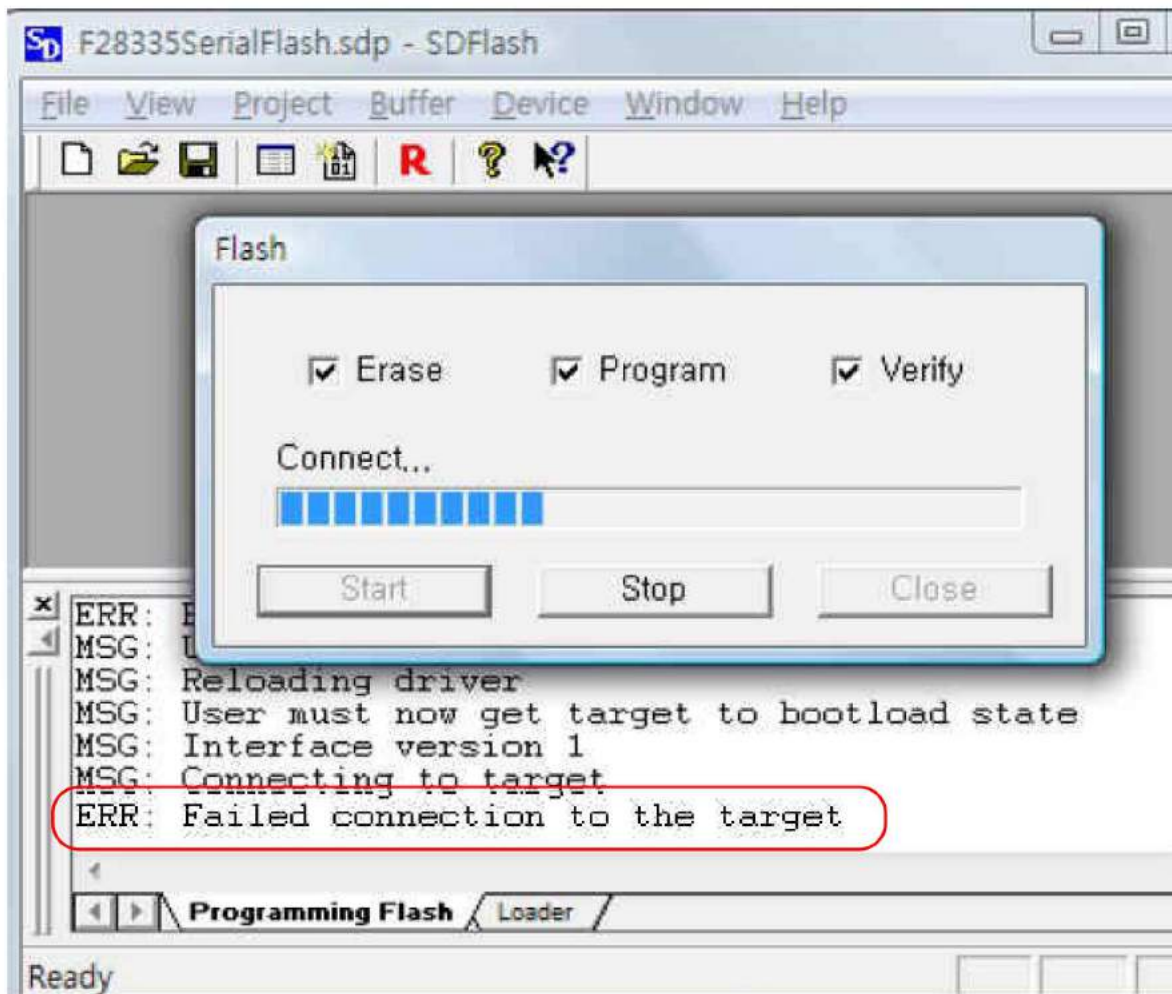 SD F28335SerialFlash.sdp - SDFlash
File View Project Buffer Device Window Help
R ? ?
Flash
Erase Program Verify
Connect...
Start Stop Close
ERR:
MSG:
MSG: Reloading driver
MSG: User must now get target to bootload state
MSG: Interface version 1
MSG: Connecting to target
ERR: Failed connection to the target
Programming Flash Loader
Ready